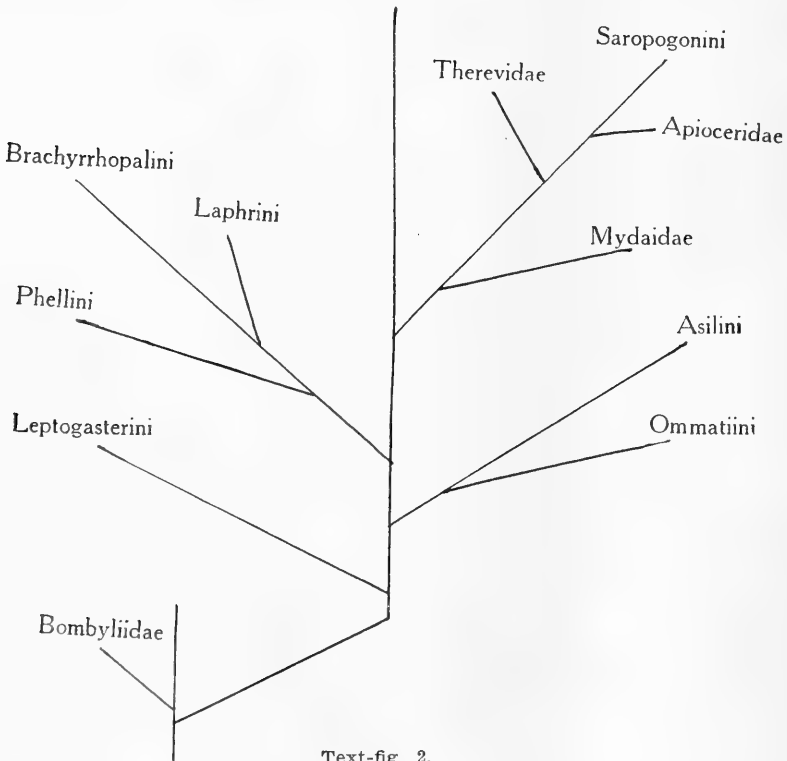 Saropogonini
Therevidae
Apioceridae
Brachyrrhopalini
Laphrini
Mydaidae
Phellini
Asilini
Leptogasterini
Ommatiini
Bombyliidae
Text-fig. 2.